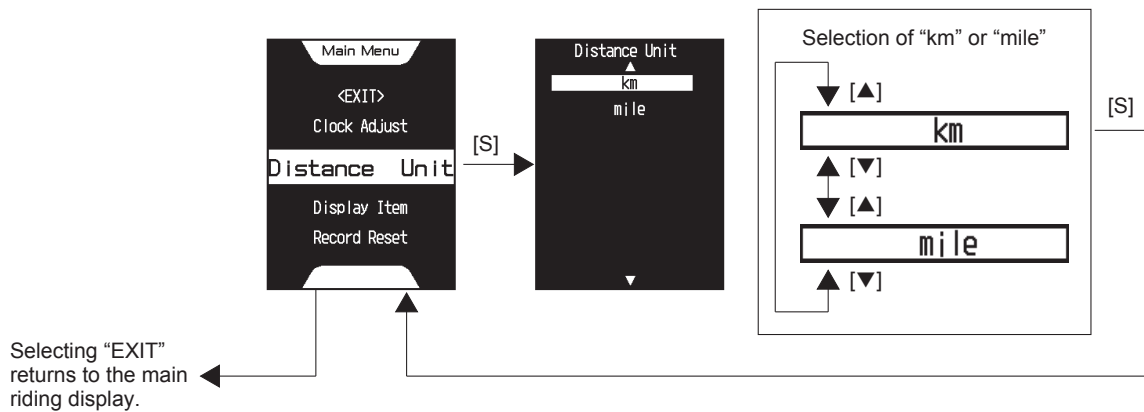 Main Menu
<EXIT>
Clock Adjust
Distance Unit
Display Item
Record Reset
[S]
Distance Unit
▲
km
mile
▼
Selection of “km” or “mile”
[▲]
km
[▼]
[▲]
mile
[▼]
[S]
Selecting “EXIT”
returns to the main
riding display.